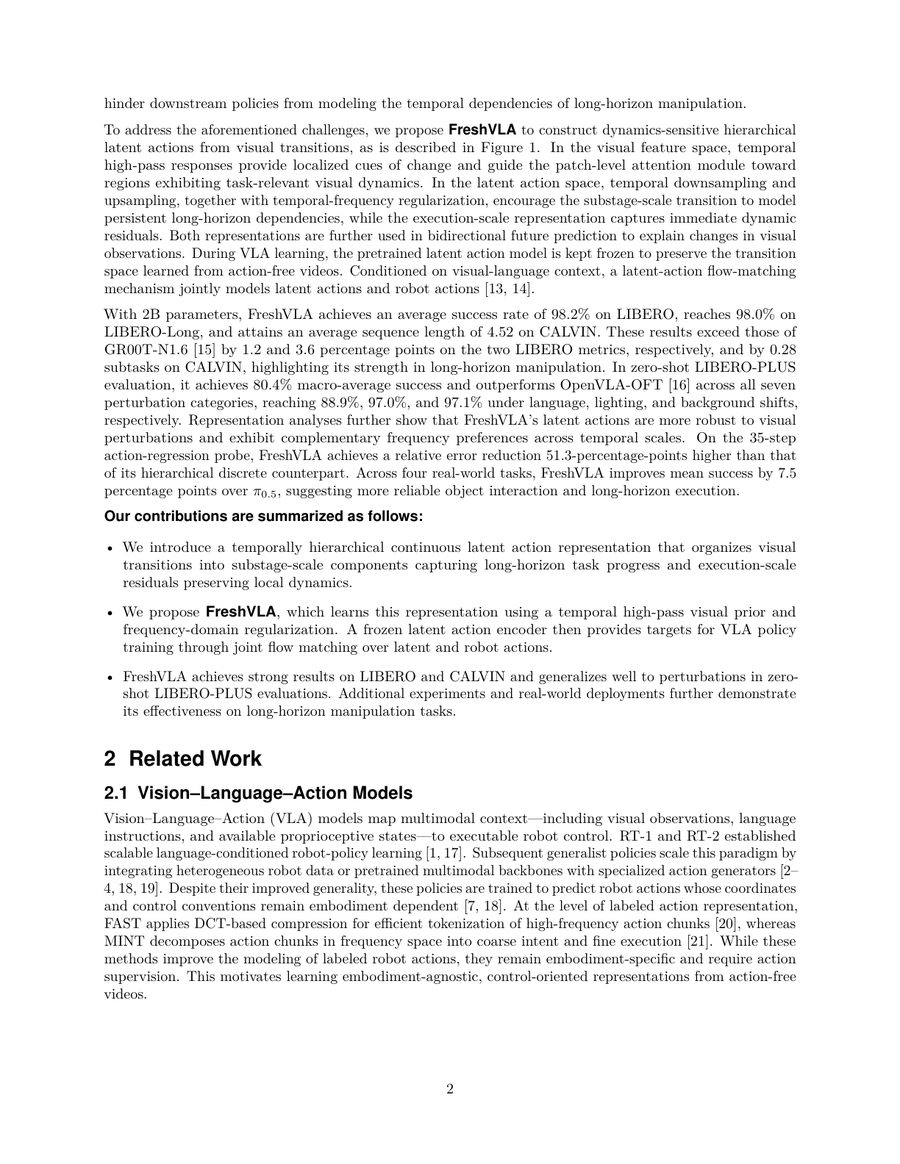 hinder downstream policies from modeling the temporal dependencies of long-horizon manipulation.
To address the aforementioned challenges, we propose FreshVLA to construct dynamics-sensitive hierarchical
latent actions from visual transitions, as is described in Figure 1. In the visual feature space, temporal
high-pass responses provide localized cues of change and guide the patch-level attention module toward
regions exhibiting task-relevant visual dynamics. In the latent action space, temporal downsampling and
upsampling, together with temporal-frequency regularization, encourage the substage-scale transition to model
persistent long-horizon dependencies, while the execution-scale representation captures immediate dynamic
residuals. Both representations are further used in bidirectional future prediction to explain changes in visual
observations. During VLA learning, the pretrained latent action model is kept frozen to preserve the transition
space learned from action-free videos. Conditioned on visual-language context, a latent-action flow-matching
mechanism jointly models latent actions and robot actions [13, 14].
With 2B parameters, FreshVLA achieves an average success rate of 98.2% on LIBERO, reaches 98.0% on
LIBERO-Long, and attains an average sequence length of 4.52 on CALVIN. These results exceed those of
GR00T-N1.6 [15] by 1.2 and 3.6 percentage points on the two LIBERO metrics, respectively, and by 0.28
subtasks on CALVIN, highlighting its strength in long-horizon manipulation. In zero-shot LIBERO-PLUS
evaluation, it achieves 80.4% macro-average success and outperforms OpenVLA-OFT [16] across all seven
perturbation categories, reaching 88.9%, 97.0%, and 97.1% under language, lighting, and background shifts,
respectively. Representation analyses further show that FreshVLA's latent actions are more robust to visual
perturbations and exhibit complementary frequency preferences across temporal scales. On the 35-step
action-regression probe, FreshVLA achieves a relative error reduction 51.3-percentage-points higher than that
of its hierarchical discrete counterpart. Across four real-world tasks, FreshVLA improves mean success by 7.5
percentage points over π0.5, suggesting more reliable object interaction and long-horizon execution.
Our contributions are summarized as follows:
• We introduce a temporally hierarchical continuous latent action representation that organizes visual
transitions into substage-scale components capturing long-horizon task progress and execution-scale
residuals preserving local dynamics.
• We propose FreshVLA, which learns this representation using a temporal high-pass visual prior and
frequency-domain regularization. A frozen latent action encoder then provides targets for VLA policy
training through joint flow matching over latent and robot actions.
• FreshVLA achieves strong results on LIBERO and CALVIN and generalizes well to perturbations in zero-
shot LIBERO-PLUS evaluations. Additional experiments and real-world deployments further demonstrate
its effectiveness on long-horizon manipulation tasks.
2 Related Work
2.1 Vision–Language–Action Models
Vision–Language–Action (VLA) models map multimodal context—including visual observations, language
instructions, and available proprioceptive states—to executable robot control. RT-1 and RT-2 established
scalable language-conditioned robot-policy learning [1, 17]. Subsequent generalist policies scale this paradigm by
integrating heterogeneous robot data or pretrained multimodal backbones with specialized action generators [2–
4, 18, 19]. Despite their improved generality, these policies are trained to predict robot actions whose coordinates
and control conventions remain embodiment dependent [7, 18]. At the level of labeled action representation,
FAST applies DCT-based compression for efficient tokenization of high-frequency action chunks [20], whereas
MINT decomposes action chunks in frequency space into coarse intent and fine execution [21]. While these
methods improve the modeling of labeled robot actions, they remain embodiment-specific and require action
supervision. This motivates learning embodiment-agnostic, control-oriented representations from action-free
videos.
2